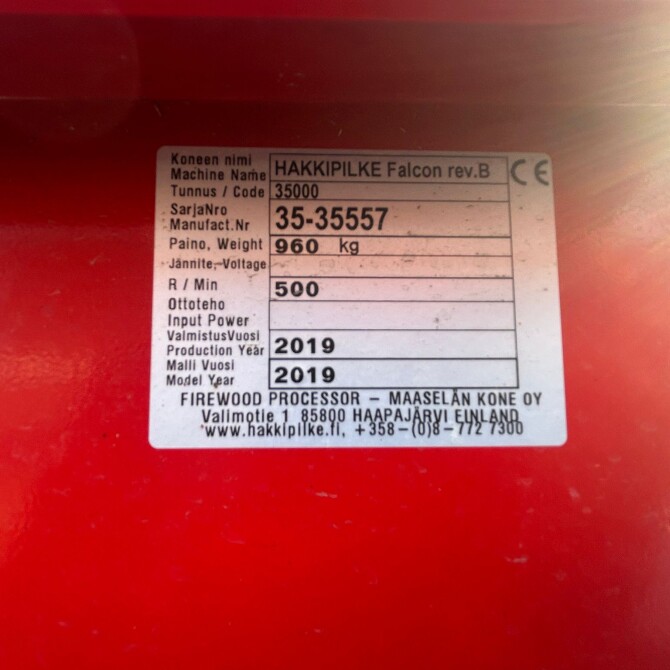 Koneen nimi
Machine Name HAKKIPILKE Falcon rev.B CE
Tunnus / Code 35000
SarjaNro
Manufact.Nr 35-35557
Paino, Weight 960 kg
Jännite, Voltage
R / Min 500
Ottoteho
Input Power
ValmistusVuosi
Production Year 2019
Malli Vuosi
Model Year 2019
FIREWOOD PROCESSOR – MAASELÄN KONE OY
Valimotie 1 85800 HAAPAJÄRVI FINLAND
www.hakkipilke.fi, +358-(0)8-772 7300